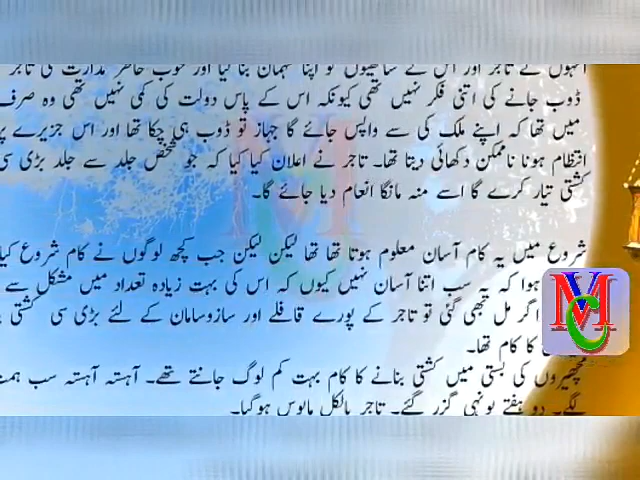 انہوں نے تاجر اور اس کے ساتھیوں کو اپنا مہمان بنا لیا اور خوب خاطر مدارت کی تاجر
ڈوب جانے کی اتنی فکر نہیں تھی کیونکہ اس کے پاس دولت کی کمی نہیں تھی وہ صرف
میں تھا کہ اپنے ملک کی سے واپس جائے گا جہاز تو ڈوب ہی چکا تھا اور اس جزیرے پر
انتظام ہونا ناممکن دکھائی دیتا تھا۔ تاجر نے اعلان کیا کیا کہ جو شخص جلد سے جلد بڑی سی
کشتی تیار کرے گا اسے منہ مانگا انعام دیا جائے گا۔
شروع میں یہ کام آسان معلوم ہوتا تھا تھا لیکن لیکن جب کچھ لوگوں نے کام شروع کیا
ہوا کہ یہ سب اتنا آسان نہیں کیوں کہ اس کی بہت زیادہ تعداد میں مشکل سے
اگر مل بھی گئی تو تاجر کے پورے قافلے اور سازوسامان کے لئے بڑی سی کشتی
کا کام تھا۔
مچھیروں کی بستی میں کشتی بنانے کا کام بہت کم لوگ جانتے تھے۔ آہستہ آہستہ سب ہمت
لگے۔ دو ہفتے یونہی گزر گئے۔ تاجر بالکل مایوس ہوگیا۔
MVC